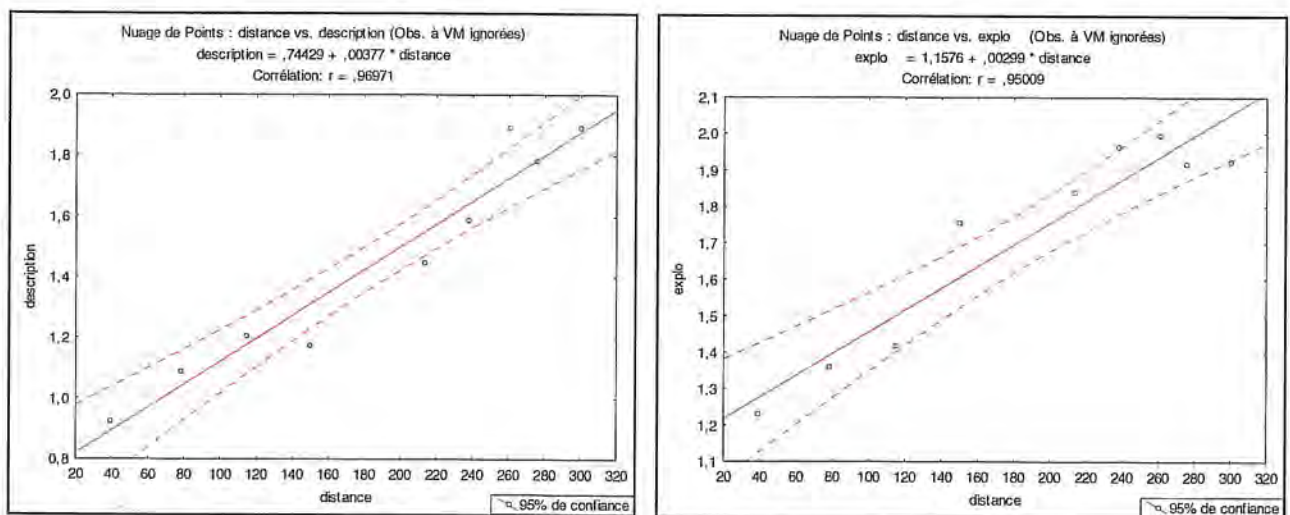 Nuage de Points : distance vs. description (Obs. à VM ignorées)
description = ,74429 + ,00377 * distance
Corrélation: r = ,96971
2,0
1,8
1,6
1,4
1,2
1,0
0,8
description
20 40 60 80 100 120 140 160 180 200 220 240 260 280 300 320
distance
95% de confiance
Nuage de Points : distance vs. explo (Obs. à VM ignorées)
explo = 1,1576 + ,00299 * distance
Corrélation: r = ,95009
2,1
2,0
1,9
1,8
1,7
1,6
1,5
1,4
1,3
1,2
1,1
explo
20 40 60 80 100 120 140 160 180 200 220 240 260 280 300 320
distance
95% de confiance